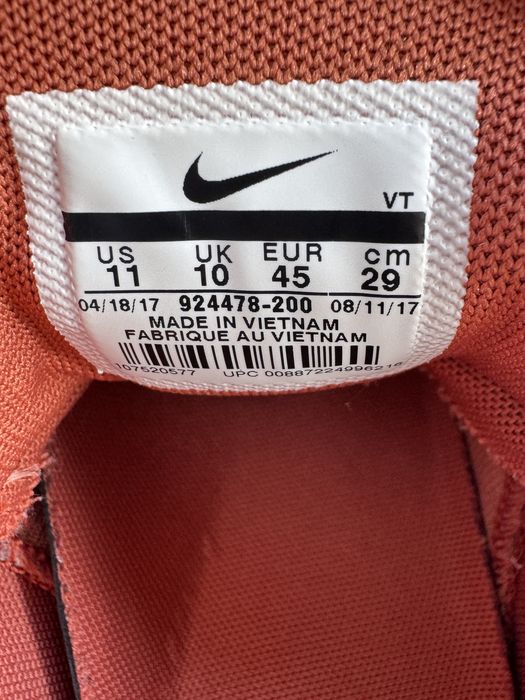 VT
US UK EUR cm
11 10 45 29
04/18/17 924478-200 08/11/17
MADE IN VIETNAM
FABRIQUE AU VIETNAM
107520577 UPC 00887224996216